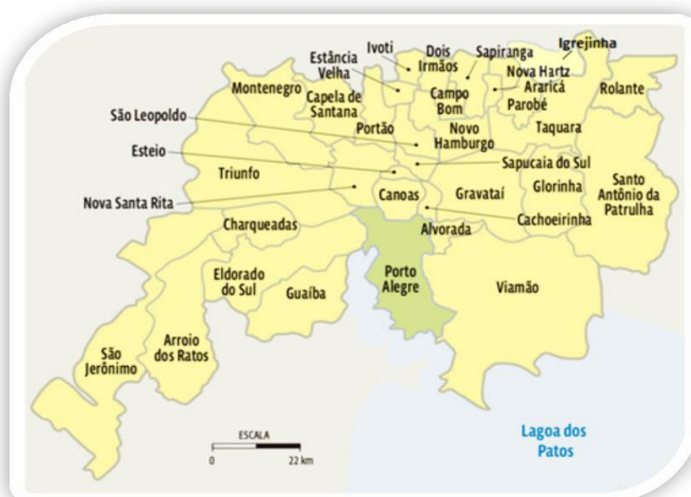 Ivoti
Dois
Irmãos
Sapiranga
Igrejinha
Estância
Velha
Nova Hartz
Montenegro
Capela de
Santana
Campo
Bom
Araricá
Parobé
Rolante
São Leopoldo
Portão
Novo
Hamburgo
Taquara
Esteio
Sapucaia do Sul
Triunfo
Santo
Antônio da
Patrulha
Canoas
Gravataí
Glorinha
Nova Santa Rita
Cachoeirinha
Charqueadas
Alvorada
Eldorado
do Sul
Guaíba
Porto
Alegre
Viamão
São
Jerônimo
Arroio
dos Ratos
ESCALA
0 22 km
Lagoa dos
Patos